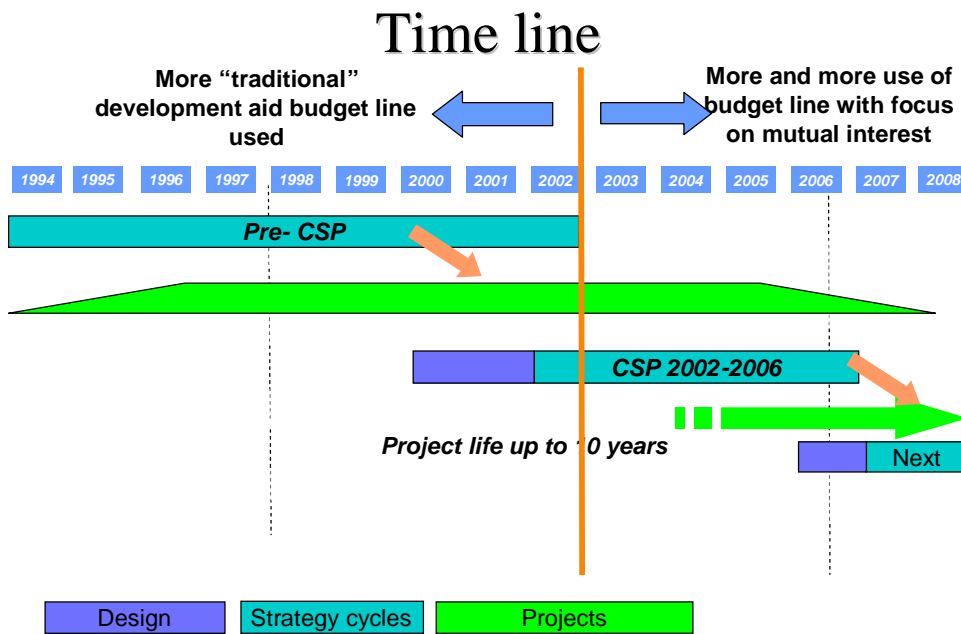 Time line
More “traditional”
development aid budget line
used
More and more use of
budget line with focus
on mutual interest
1994 1995 1996 1997 1998 1999 2000 2001 2002 2003 2004 2005 2006 2007 2008
Pre- CSP
CSP 2002-2006
Project life up to 10 years
Next
Design Strategy cycles Projects